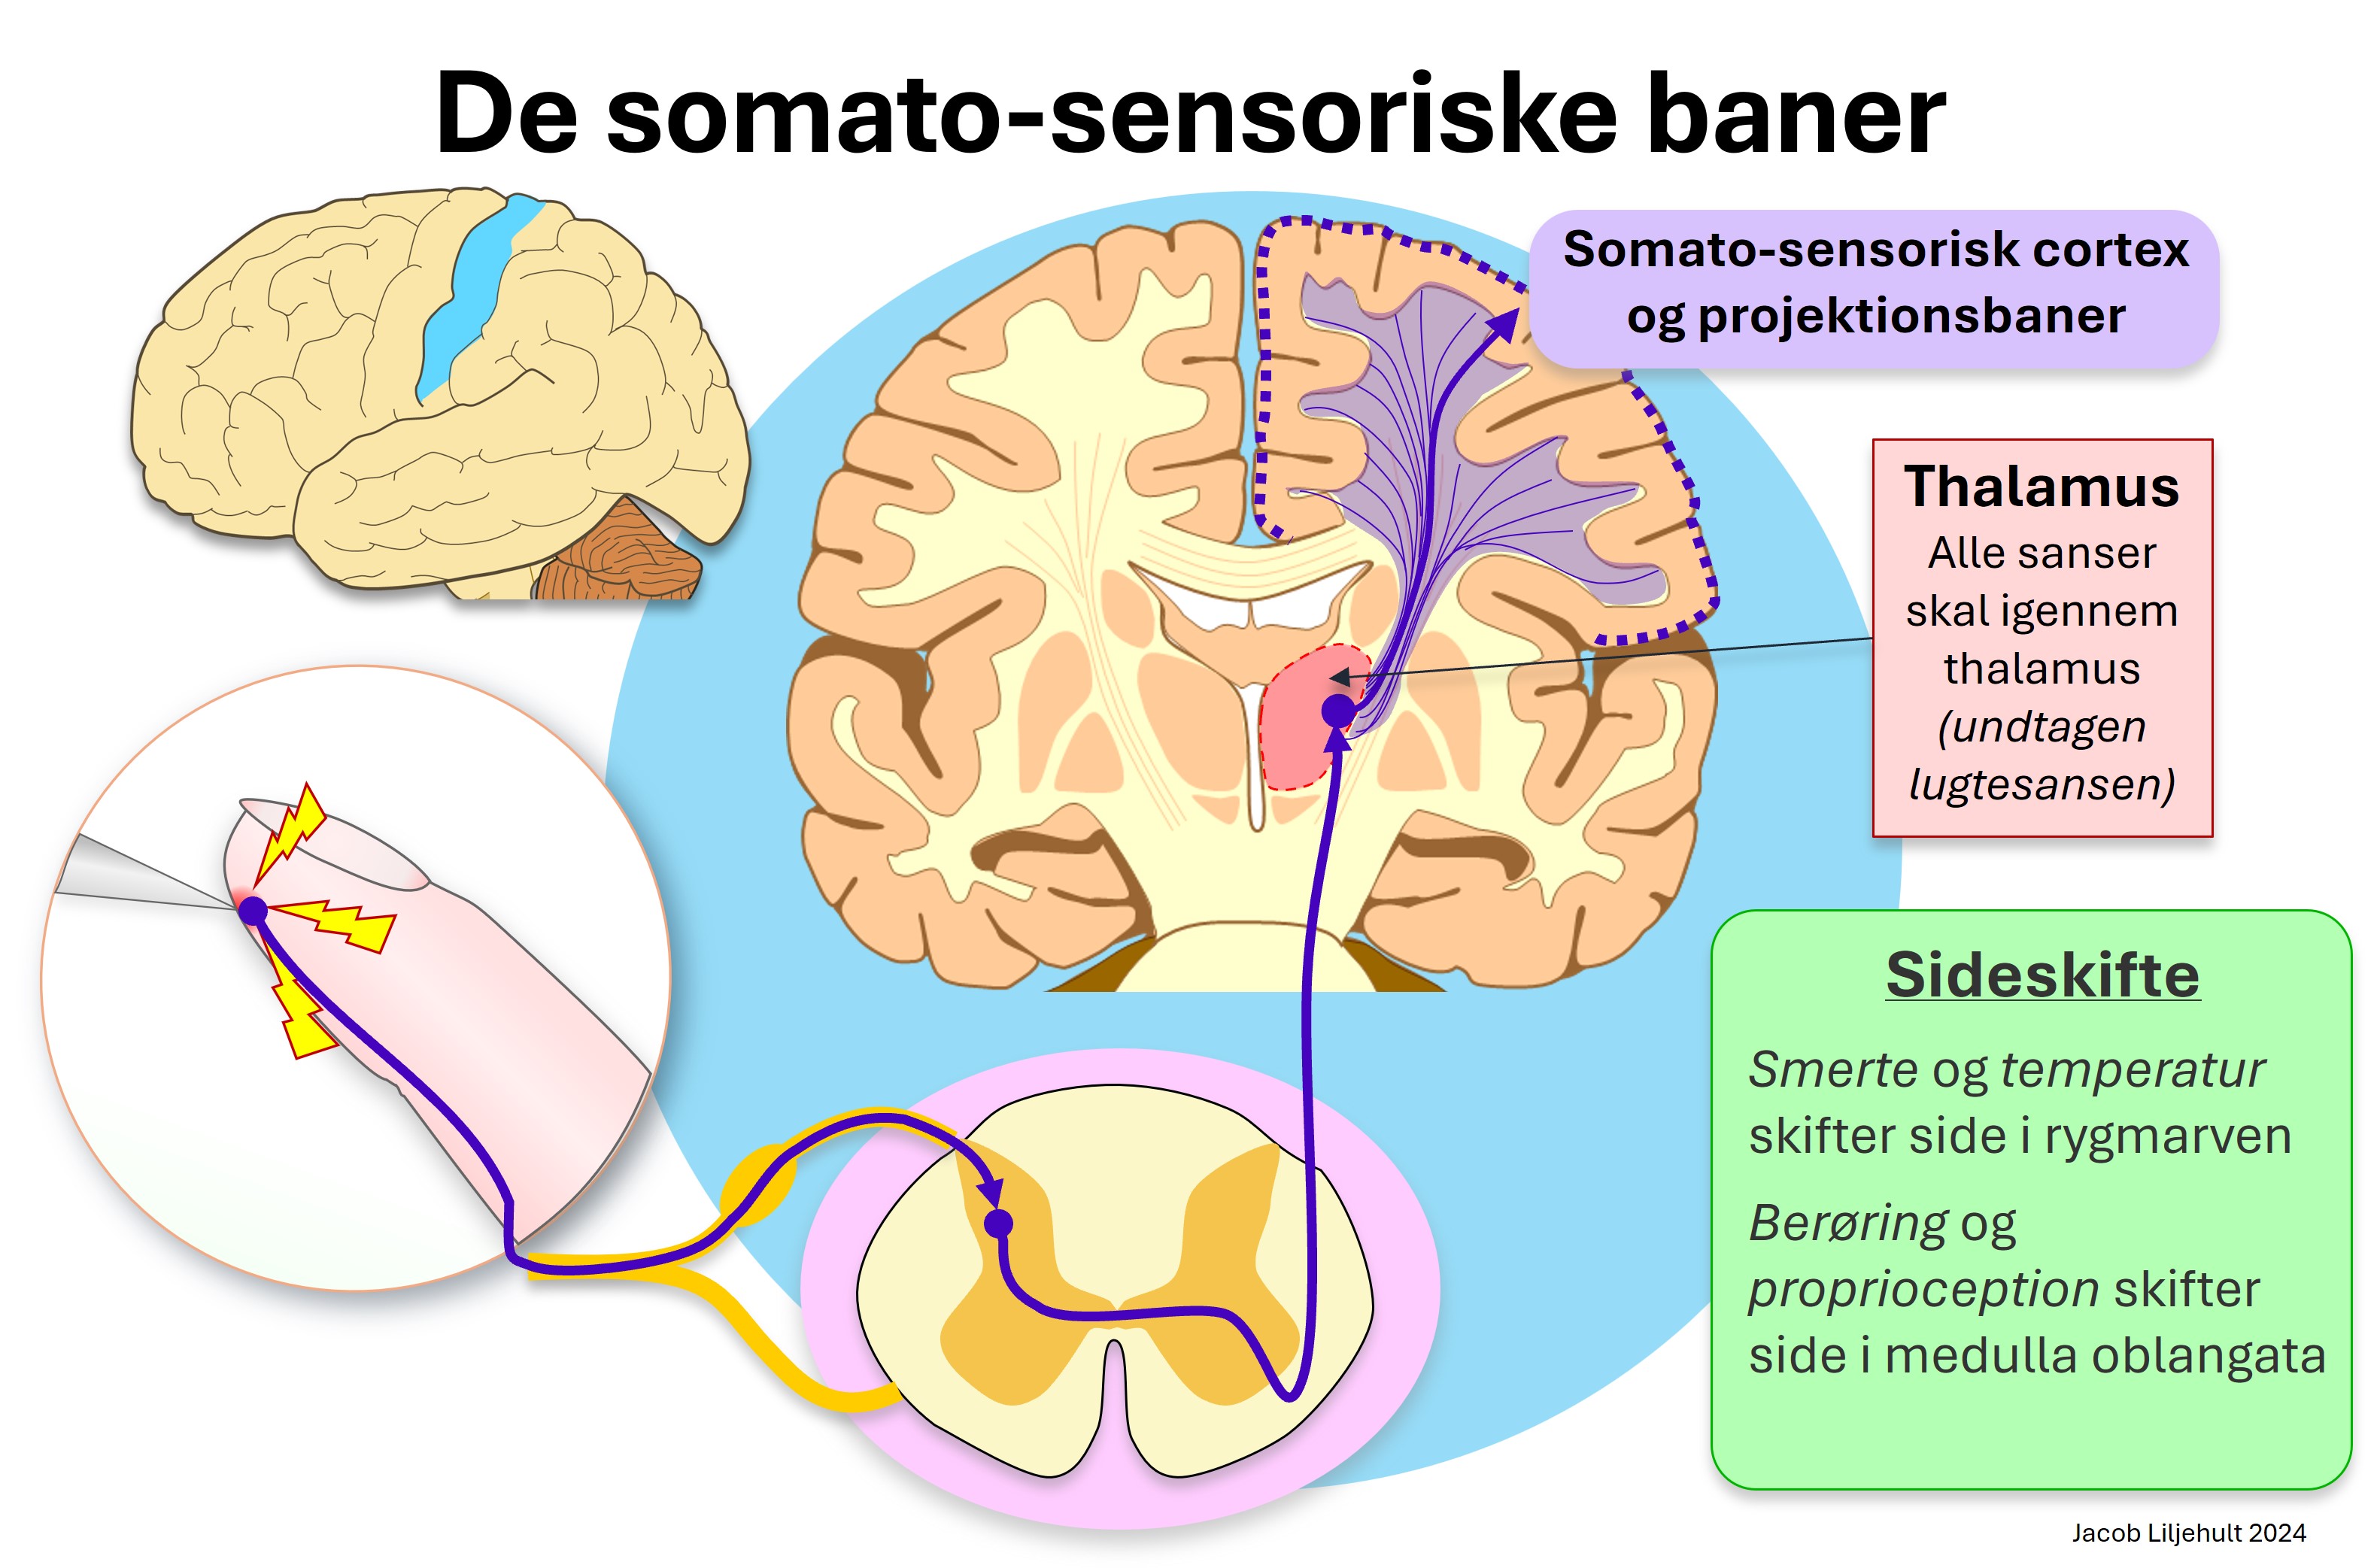 De somato-sensoriske baner
Somato-sensorisk cortex
og projektionsbaner
Thalamus
Alle sanser
skal igennem
thalamus
(undtagen
lugtesansen)
Sideskifte
Smerte og temperatur
skifter side i rygmarven
Berøring og
proprioception skifter
side i medulla oblangata
Jacob Liljehult 2024